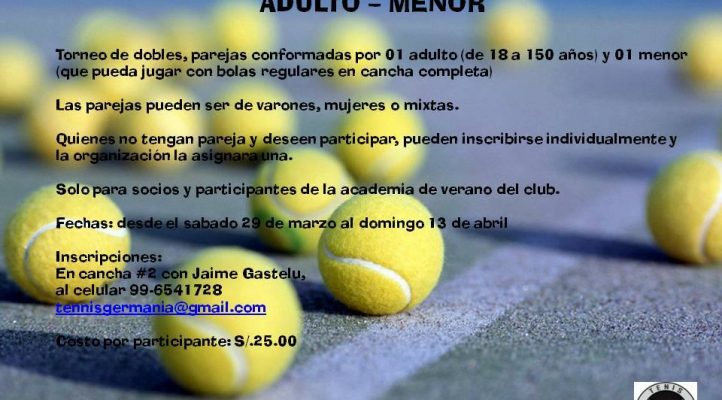 ADULTO – MENOR
Torneo de dobles, parejas conformadas por 01 adulto (de 18 a 150 años) y 01 menor
(que pueda jugar con bolas regulares en cancha completa)
Las parejas pueden ser de varones, mujeres o mixtas.
Quienes no tengan pareja y deseen participar, pueden inscribirse individualmente y
la organización la asignara una.
Solo para socios y participantes de la academia de verano del club.
Fechas: desde el sabado 29 de marzo al domingo 13 de abril
Inscripciones:
En cancha #2 con Jaime Gastelu,
al celular 99-6541728
tennisgermania@gmail.com
Costo por participante: S/.25.00
TENIS